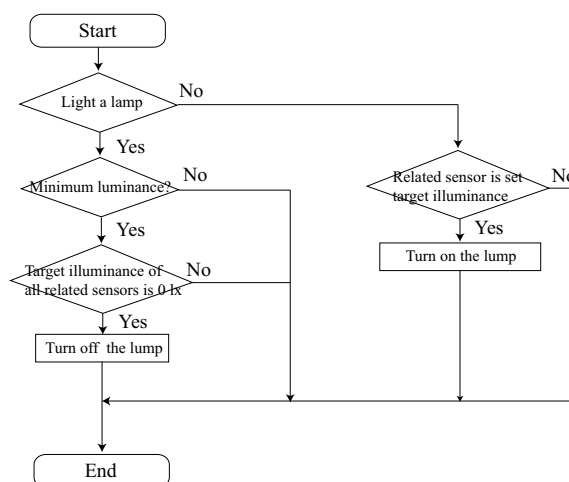 Start
Light a lamp
No
Yes
Minimum luminance?
No
Yes
Target illuminance of
all related sensors is 0 lx
No
Yes
Turn off the lump
End
Related sensor is set
target illuminance
No
Yes
Turn on the lump